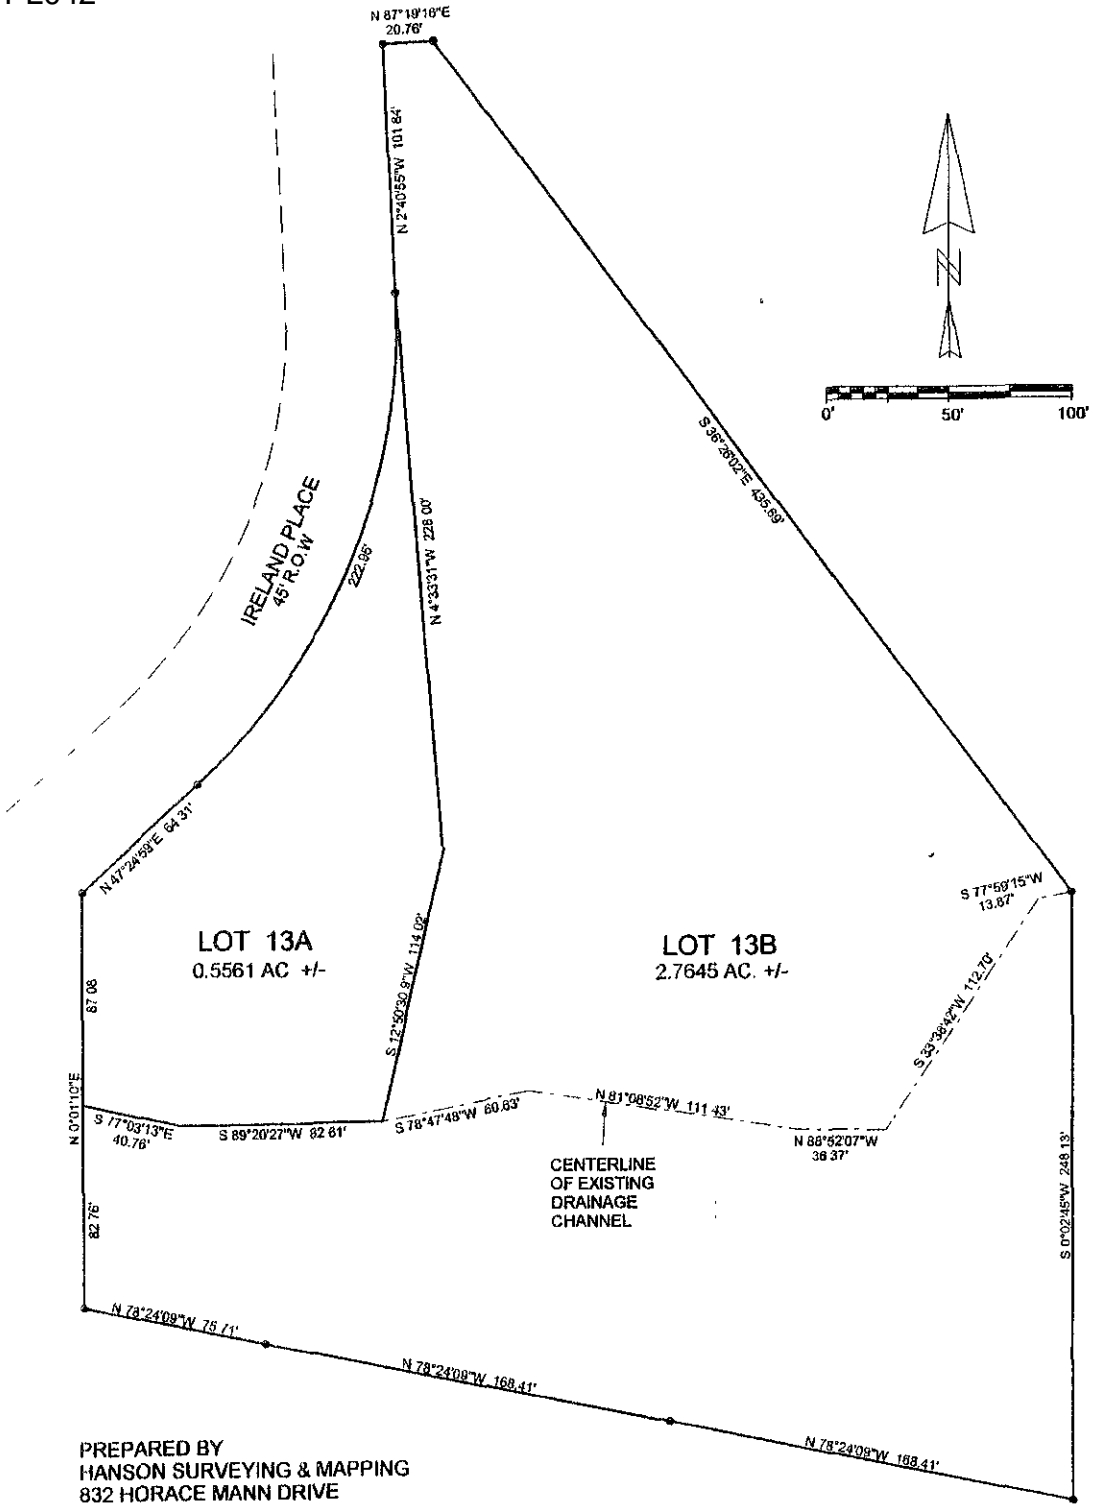 N 87°19'16"E
20.76'
N 2°40'55"W 101 84'
0'
50'
100'
S 36°26'02"E 435.69'
IRELAND PLACE
45' R.O.W
222.95'
N 4°33'31"W 228 00'
N 47°24'59"E 64 31'
S 77°59'15"W
13.87'
LOT 13A
0.5561 AC +/-
LOT 13B
2.7645 AC. +/-
87 08
S 12°50'30 9"W 114 02'
S 33°38'42"W 112.70'
N 0°01'10"E
S 77°03'13"E
40.76'
S 89°20'27"W 82 61'
S 78°47'48"W 60.63'
N 81°08'52"W 111 43'
N 88°52'07"W
36 37'
CENTERLINE
OF EXISTING
DRAINAGE
CHANNEL
S 0°02'45"W 248 13'
82 76'
N 78°24'09"W 75 71'
N 78°24'09"W 168.41'
N 78°24'09"W 168.41'
PREPARED BY
HANSON SURVEYING & MAPPING
832 HORACE MANN DRIVE